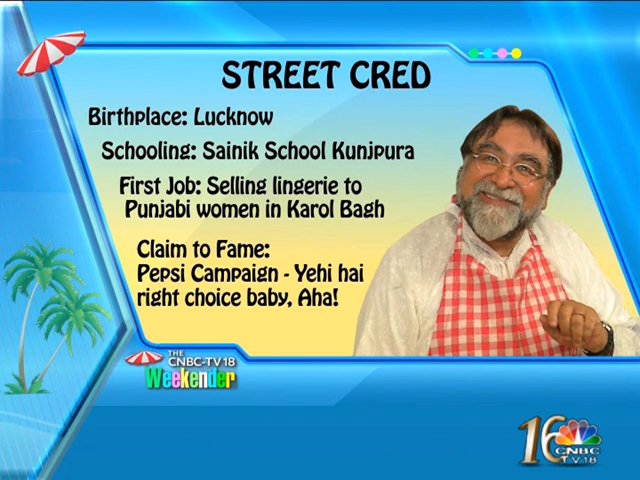 STREET CRED
Birthplace: Lucknow
Schooling: Sainik School Kunjpura
First Job: Selling lingerie to
Punjabi women in Karol Bagh
Claim to Fame:
Pepsi Campaign - Yehi hai
right choice baby, Aha!
THE
CNBC-TV18
Weekender
16
CNBC
TV18